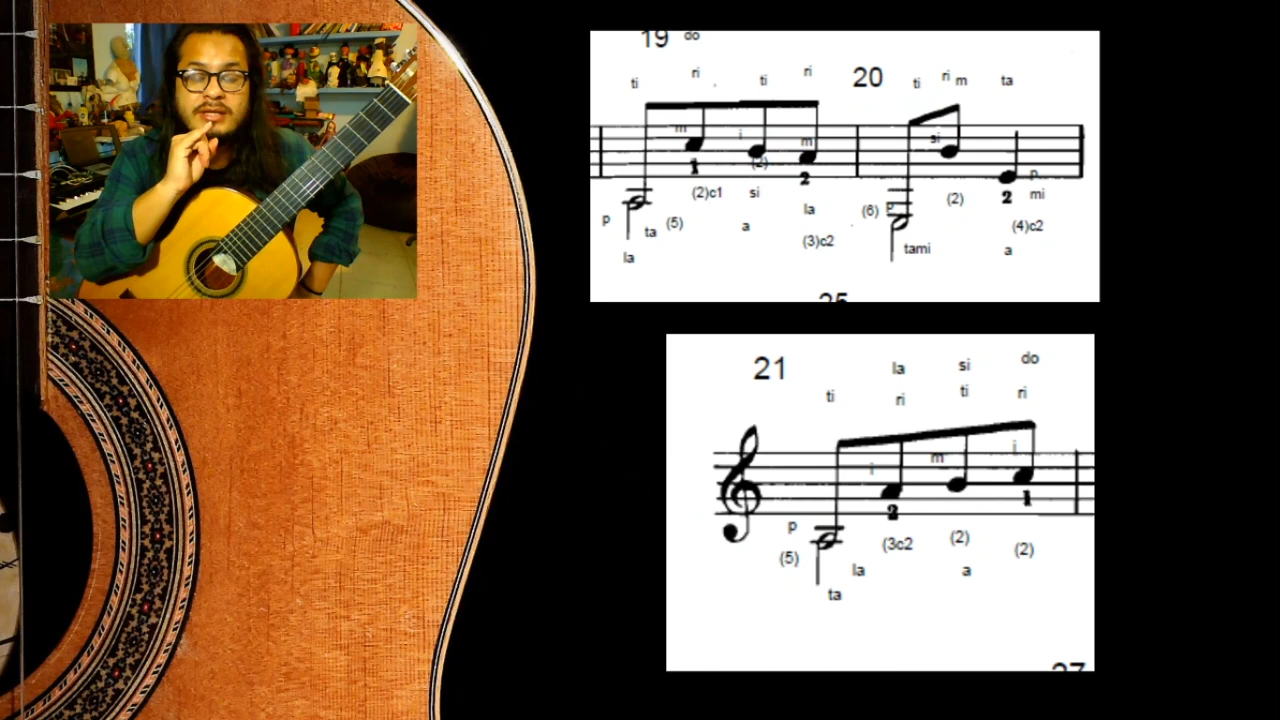 19 do
ti ri ti ri 20 ti ri m ta
m i m si
1 (2) 2 p
p (2)c1 si (6) P (2) 2 mi
ta (5) a la (4)c2
la (3)c2 tami a
21 la si do
ti ri ti ri
i m i
2 1
p (3c2 (2) (2)
(5) la a
ta